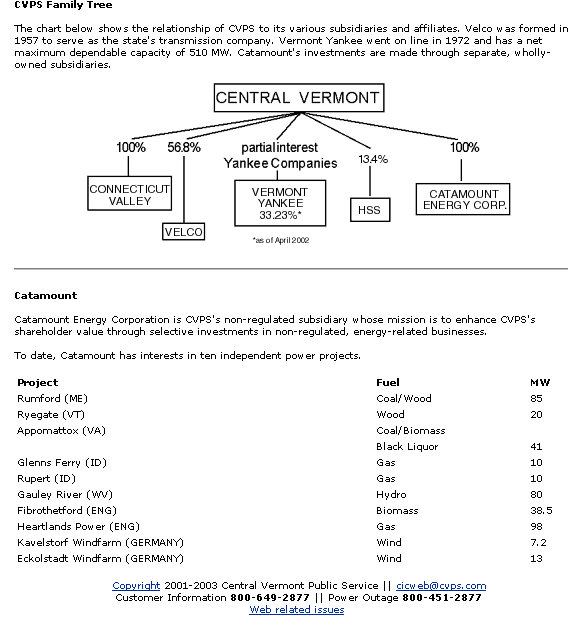 CVPS Family Tree
The chart below shows the relationship of CVPS to its various subsidiaries and affiliates. Velco was formed in
1957 to serve as the state's transmission company. Vermont Yankee went on line in 1972 and has a net
maximum dependable capacity of 510 MW. Catamount's investments are made through separate, wholly-
owned subsidiaries.
CENTRAL VERMONT
100%
CONNECTICUT
VALLEY
56.8%
VELCO
partial interest
Yankee Companies
VERMONT
YANKEE
33.23%*
*as of April 2002
13.4%
HSS
100%
CATAMOUNT
ENERGY CORP.
Catamount
Catamount Energy Corporation is CVPS's non-regulated subsidiary whose mission is to enhance CVPS's
shareholder value through selective investments in non-regulated, energy-related businesses.
To date, Catamount has interests in ten independent power projects.
Project Fuel MW
Rumford (ME) Coal/Wood 85
Ryegate (VT) Wood 20
Appomattox (VA) Coal/Biomass
Black Liquor 41
Glenns Ferry (ID) Gas 10
Rupert (ID) Gas 10
Gauley River (WV) Hydro 80
Fibrothetford (ENG) Biomass 38.5
Heartlands Power (ENG) Gas 98
Kavelstorf Windfarm (GERMANY) Wind 7.2
Eckolstadt Windfarm (GERMANY) Wind 13
Copyright 2001-2003 Central Vermont Public Service || cicweb@cvps.com
Customer Information 800-649-2877 || Power Outage 800-451-2877
Web related issues